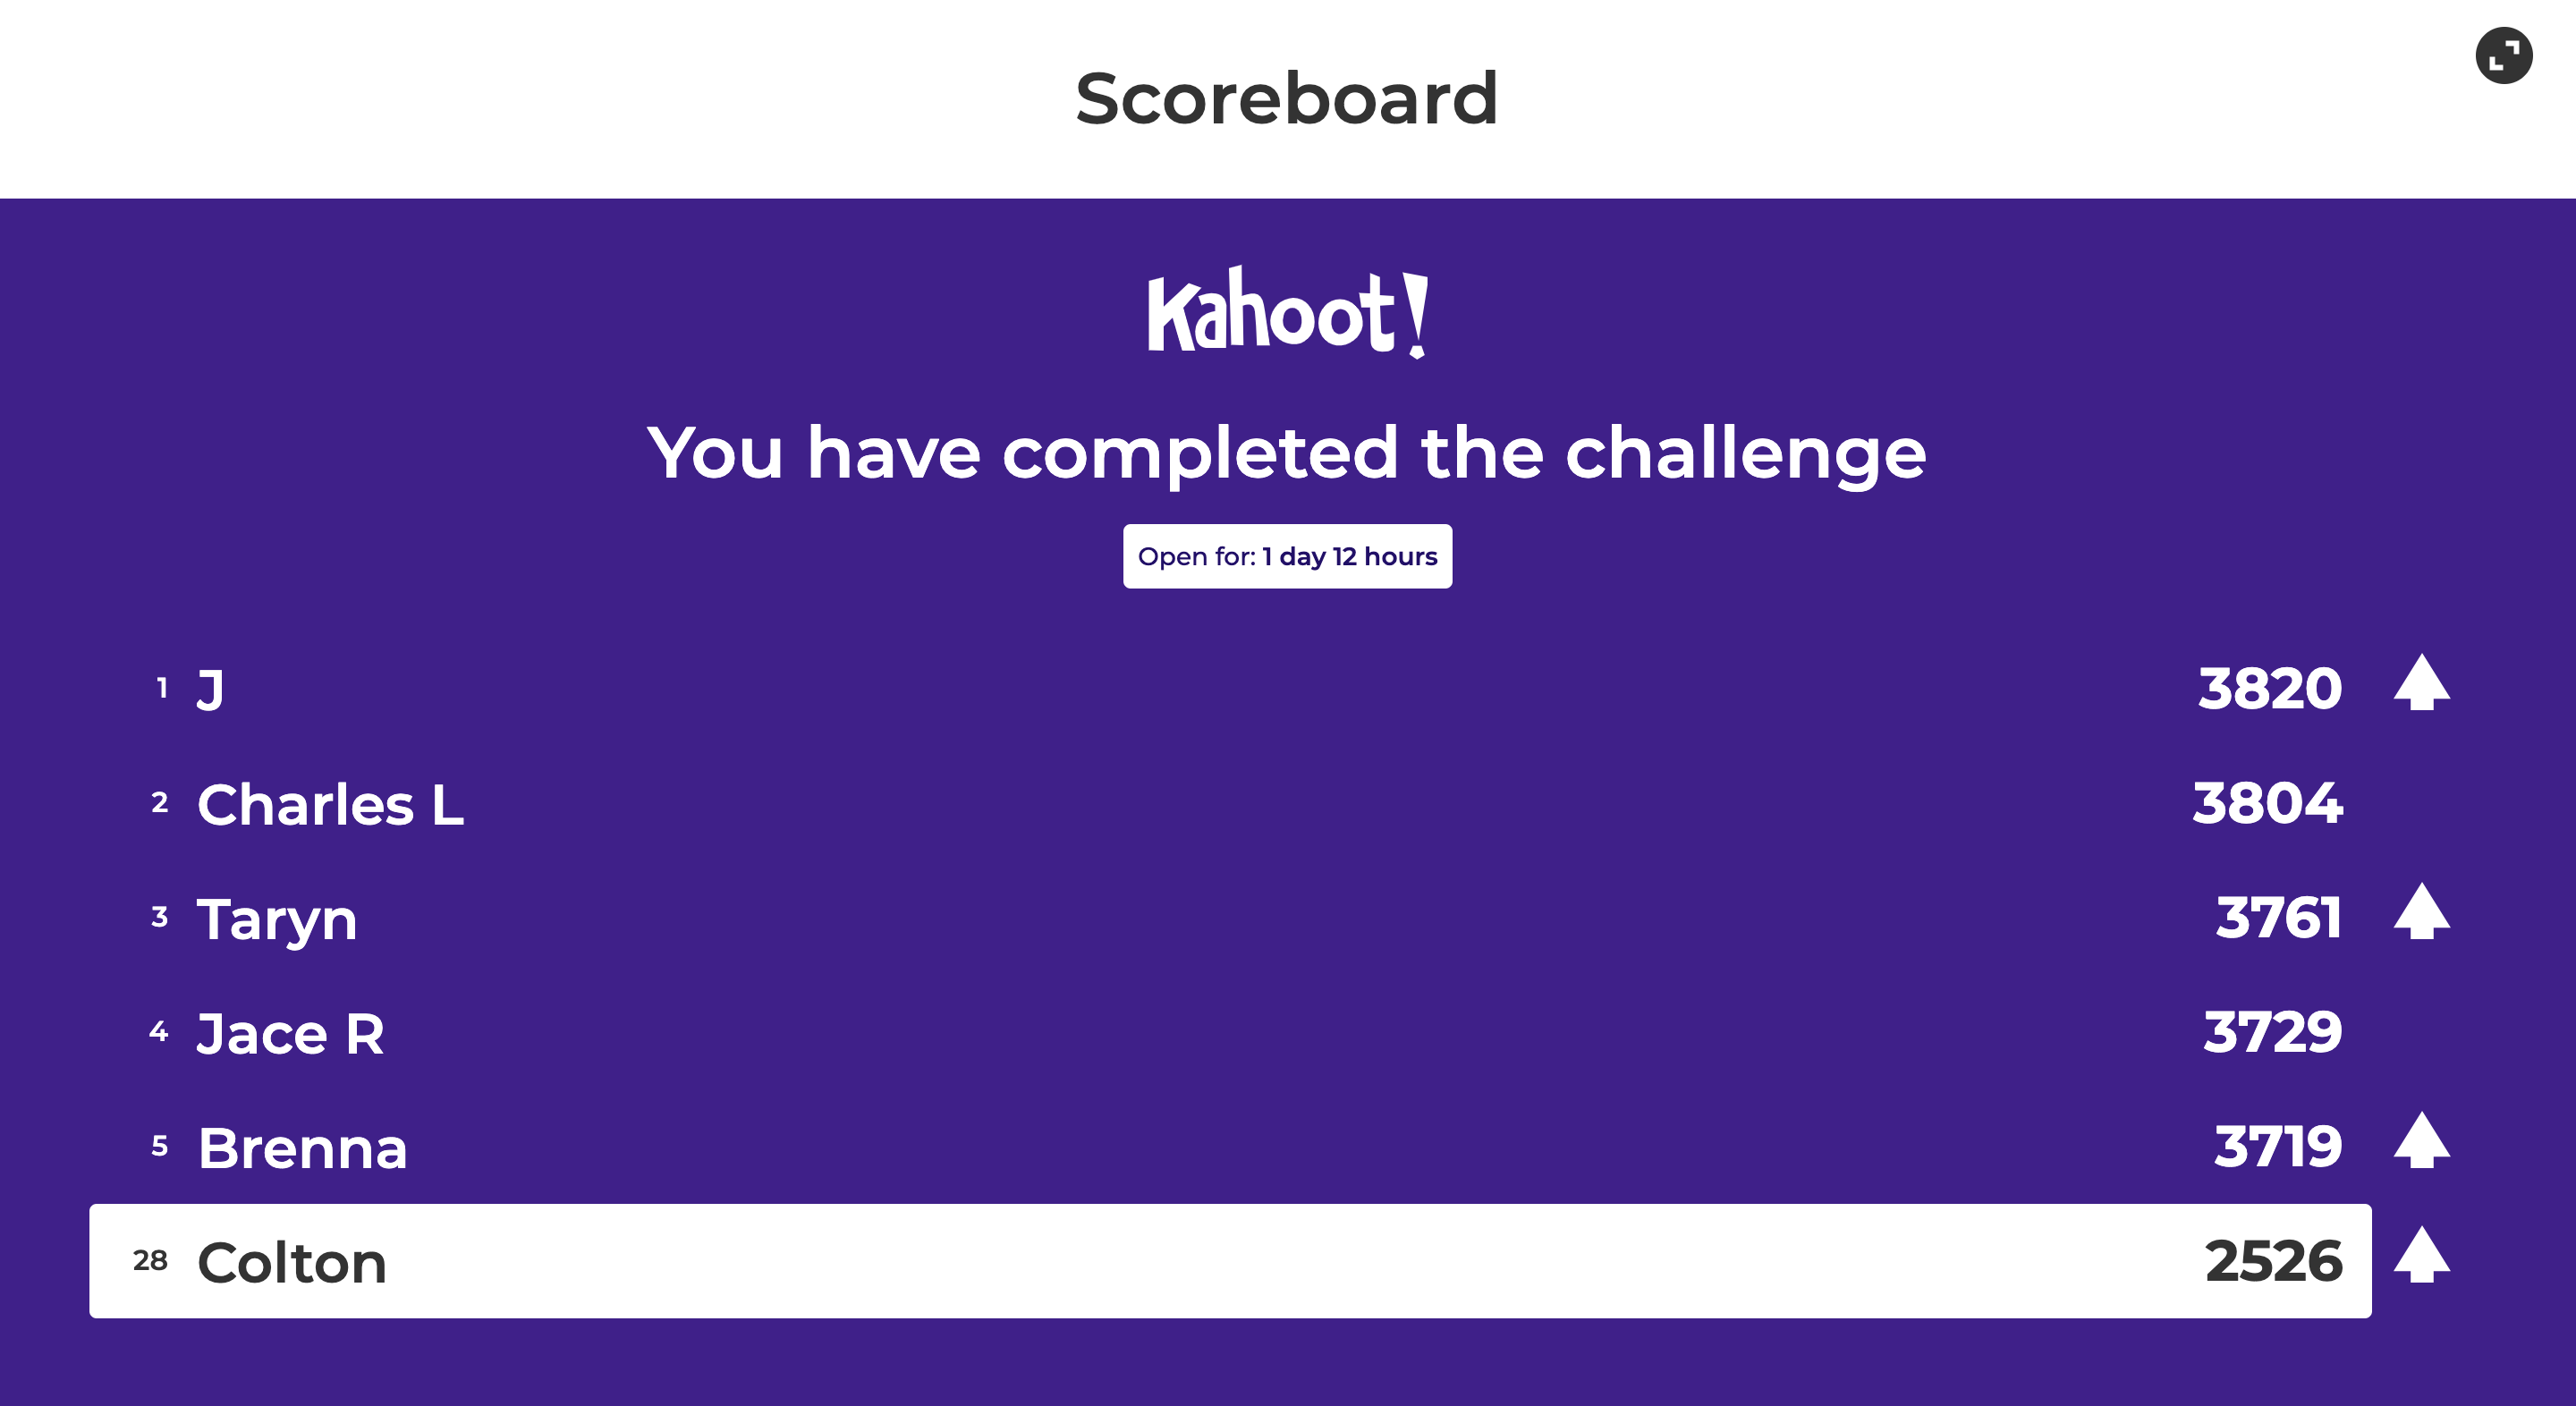 Scoreboard
Kahoot!
You have completed the challenge
Open for: 1 day 12 hours
1 J 3820
2 Charles L 3804
3 Taryn 3761
4 Jace R 3729
5 Brenna 3719
28 Colton 2526